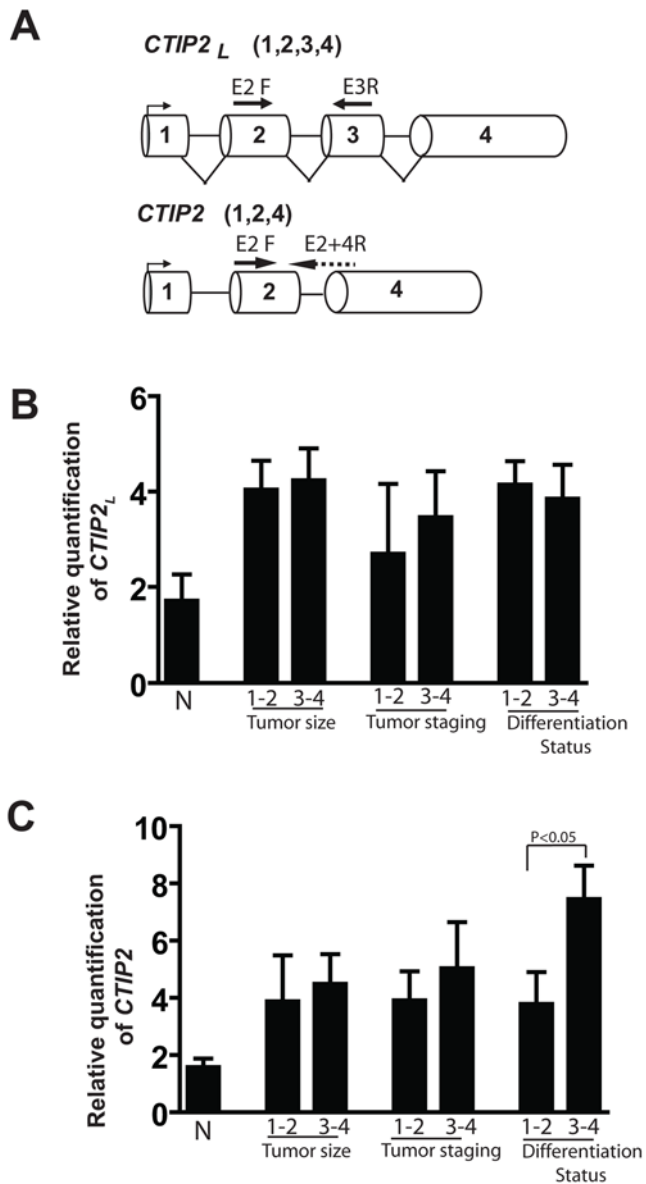 A
CTIP2 L (1,2,3,4)
E2 F E3R
1 2 3 4
CTIP2 (1,2,4)
E2 F E2+4R
1 2 4
B
Relative quantification
of CTIP2L
6
4
2
0
N
1-2 3-4 1-2 3-4 1-2 3-4
Tumor size Tumor staging Differentiation
Status
C
Relative quantification
of CTIP2
10
8
6
4
2
0
P<0.05
N
1-2 3-4 1-2 3-4 1-2 3-4
Tumor size Tumor staging Differentiation
Status